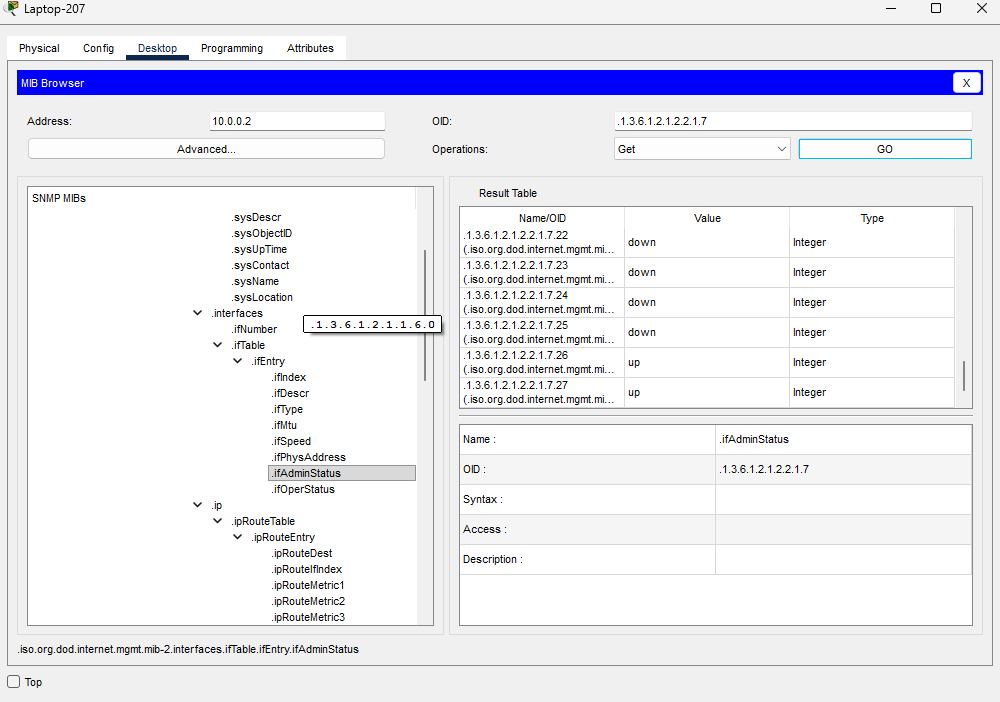 Laptop-207
Physical Config Desktop Programming Attributes
MIB Browser X
Address: 10.0.0.2 OID: .1.3.6.1.2.1.2.2.1.7
Advanced... Operations: Get GO
SNMP MIBs
.sysDescr
.sysObjectID
.sysUpTime
.sysContact
.sysName
.sysLocation
.interfaces
.ifNumber
.1.3.6.1.2.1.1.6.0
.ifTable
.ifEntry
.ifIndex
.ifDescr
.ifType
.ifMtu
.ifSpeed
.ifPhysAddress
.ifAdminStatus
.ifOperStatus
.ip
.ipRouteTable
.ipRouteEntry
.ipRouteDest
.ipRouteIfIndex
.ipRouteMetric1
.ipRouteMetric2
.ipRouteMetric3
Result Table
Name/OID Value Type
.1.3.6.1.2.1.2.2.1.7.22
(.iso.org.dod.internet.mgmt.mi... down Integer
.1.3.6.1.2.1.2.2.1.7.23
(.iso.org.dod.internet.mgmt.mi... down Integer
.1.3.6.1.2.1.2.2.1.7.24
(.iso.org.dod.internet.mgmt.mi... down Integer
.1.3.6.1.2.1.2.2.1.7.25
(.iso.org.dod.internet.mgmt.mi... down Integer
.1.3.6.1.2.1.2.2.1.7.26
(.iso.org.dod.internet.mgmt.mi... up Integer
.1.3.6.1.2.1.2.2.1.7.27
(.iso.org.dod.internet.mgmt.mi... up Integer
Name : .ifAdminStatus
OID : .1.3.6.1.2.1.2.2.1.7
Syntax :
Access :
Description :
.iso.org.dod.internet.mgmt.mib-2.interfaces.ifTable.ifEntry.ifAdminStatus
Top